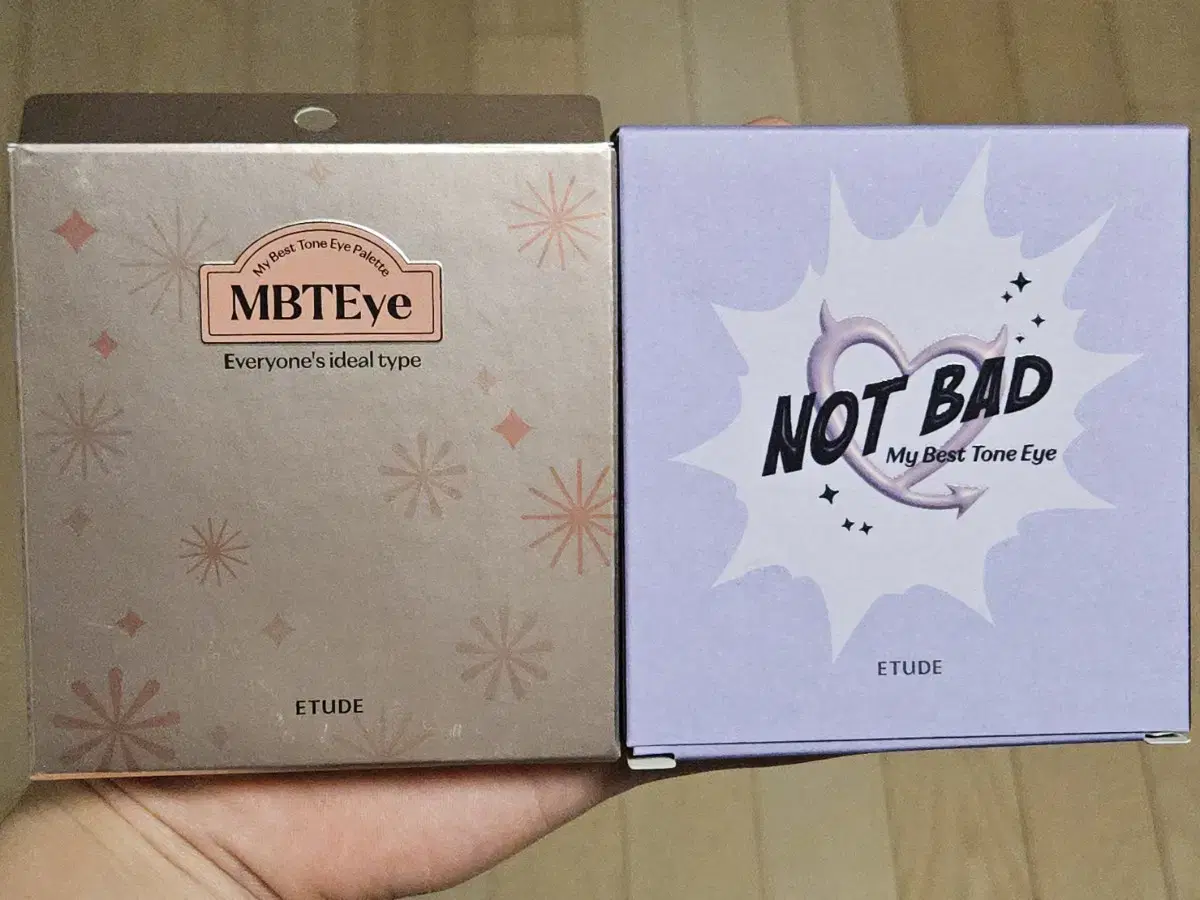 My Best Tone Eye Palette
MBTEye
Everyone's ideal type
ETUDE
NOT BAD
My Best Tone Eye
ETUDE